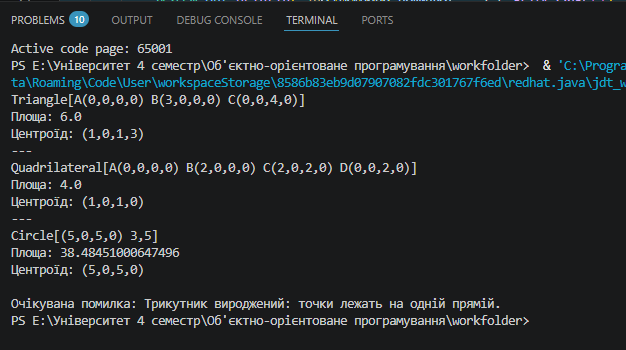 PROBLEMS 10 OUTPUT DEBUG CONSOLE TERMINAL PORTS
Active code page: 65001
PS E:\Університет 4 семестр\Об'єктно-орієнтоване програмування\workfolder>  & 'C:\Progra
ta\Roaming\Code\User\workspaceStorage\8586b83eb9d07907082fdc301767f6ed\redhat.java\jdt_w
Triangle[A(0,0,0,0) B(3,0,0,0) C(0,0,4,0)]
Площа: 6.0
Центроїд: (1,0,1,3)
---
Quadrilateral[A(0,0,0,0) B(2,0,0,0) C(2,0,2,0) D(0,0,2,0)]
Площа: 4.0
Центроїд: (1,0,1,0)
---
Circle[(5,0,5,0) 3,5]
Площа: 38.48451000647496
Центроїд: (5,0,5,0)
Очікувана помилка: Трикутник вироджений: точки лежать на одній прямій.
PS E:\Університет 4 семестр\Об'єктно-орієнтоване програмування\workfolder>